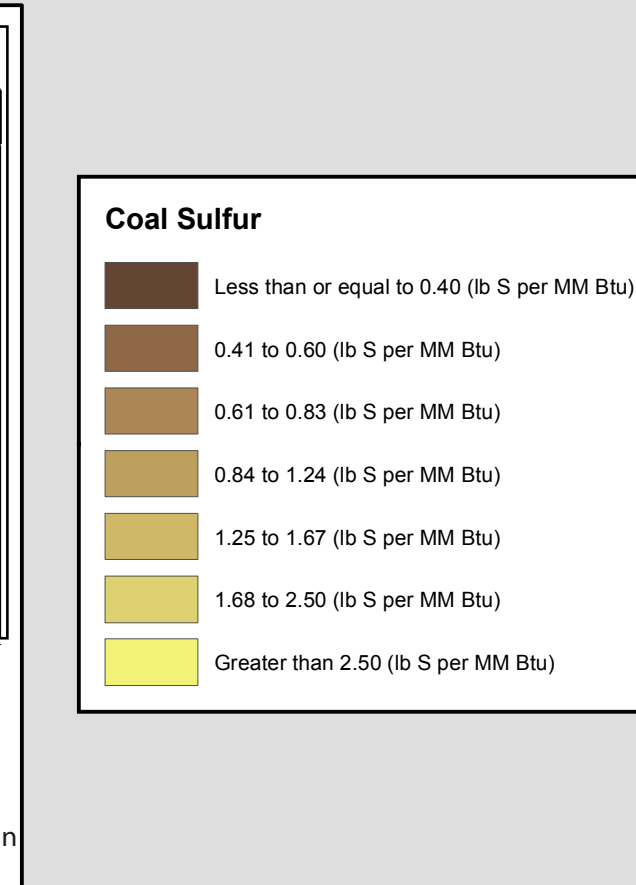 Coal Sulfur
Less than or equal to 0.40 (lb S per MM Btu)
0.41 to 0.60 (lb S per MM Btu)
0.61 to 0.83 (lb S per MM Btu)
0.84 to 1.24 (lb S per MM Btu)
1.25 to 1.67 (lb S per MM Btu)
1.68 to 2.50 (lb S per MM Btu)
Greater than 2.50 (lb S per MM Btu)
n